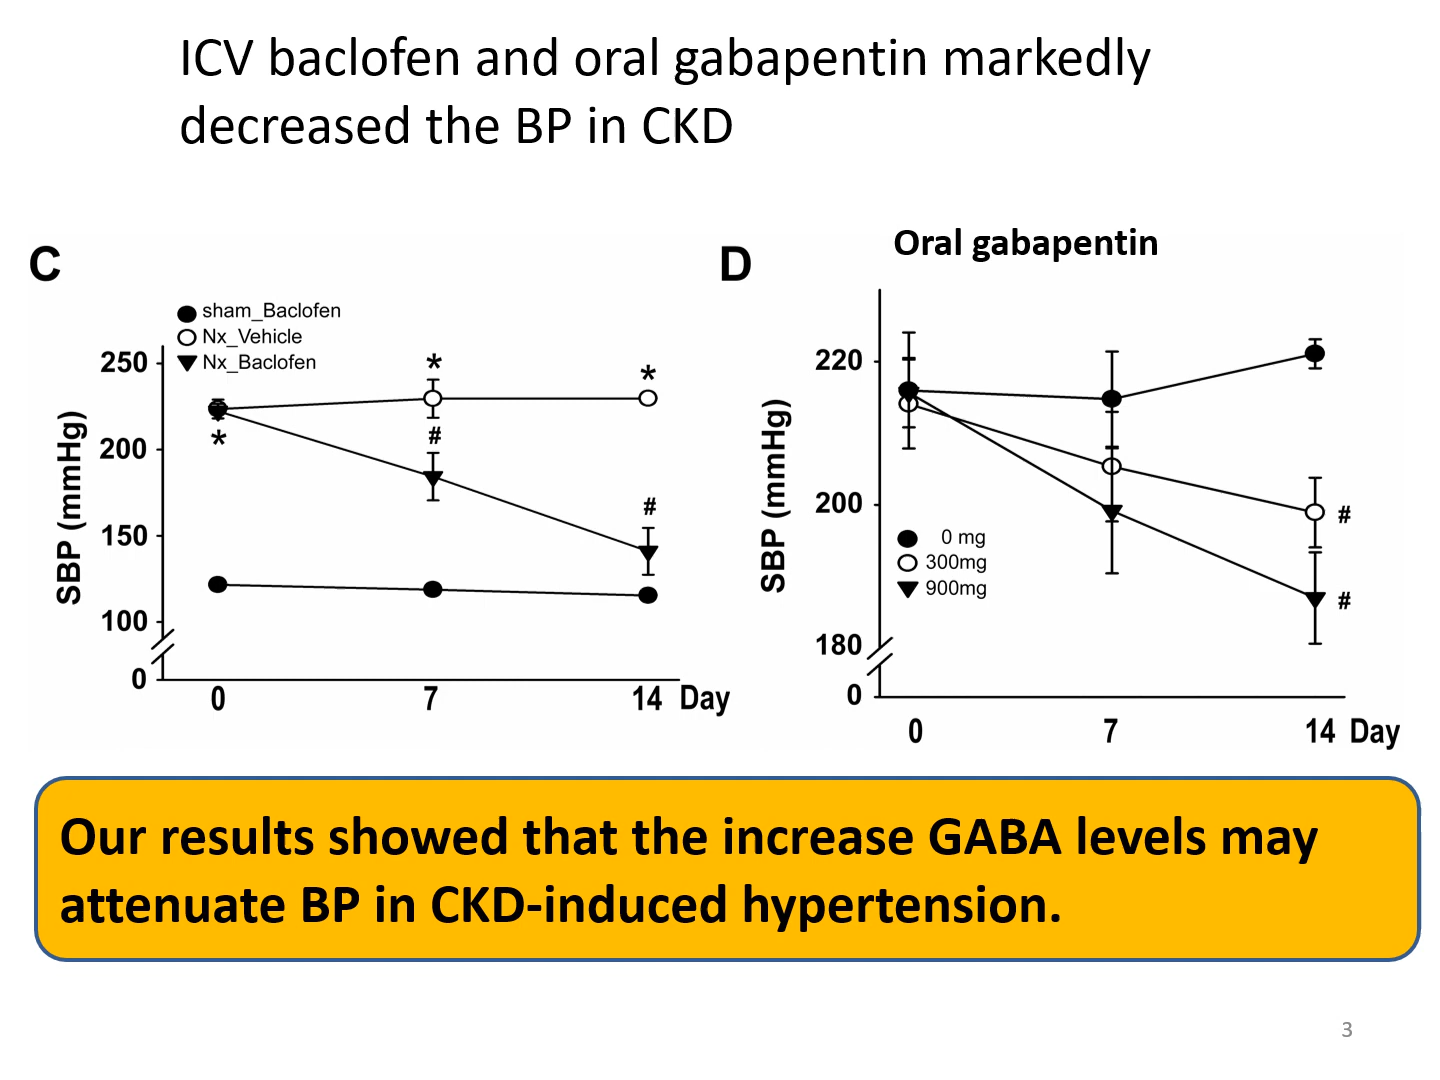 ICV baclofen and oral gabapentin markedly
decreased the BP in CKD
C
sham_Baclofen
Nx_Vehicle
Nx_Baclofen
250
200
150
100
0
SBP (mmHg)
*
*
*
#
#
0
7
14
Day
D
Oral gabapentin
220
200
180
0
SBP (mmHg)
0 mg
300mg
900mg
#
#
0
7
14
Day
Our results showed that the increase GABA levels may
attenuate BP in CKD-induced hypertension.
3